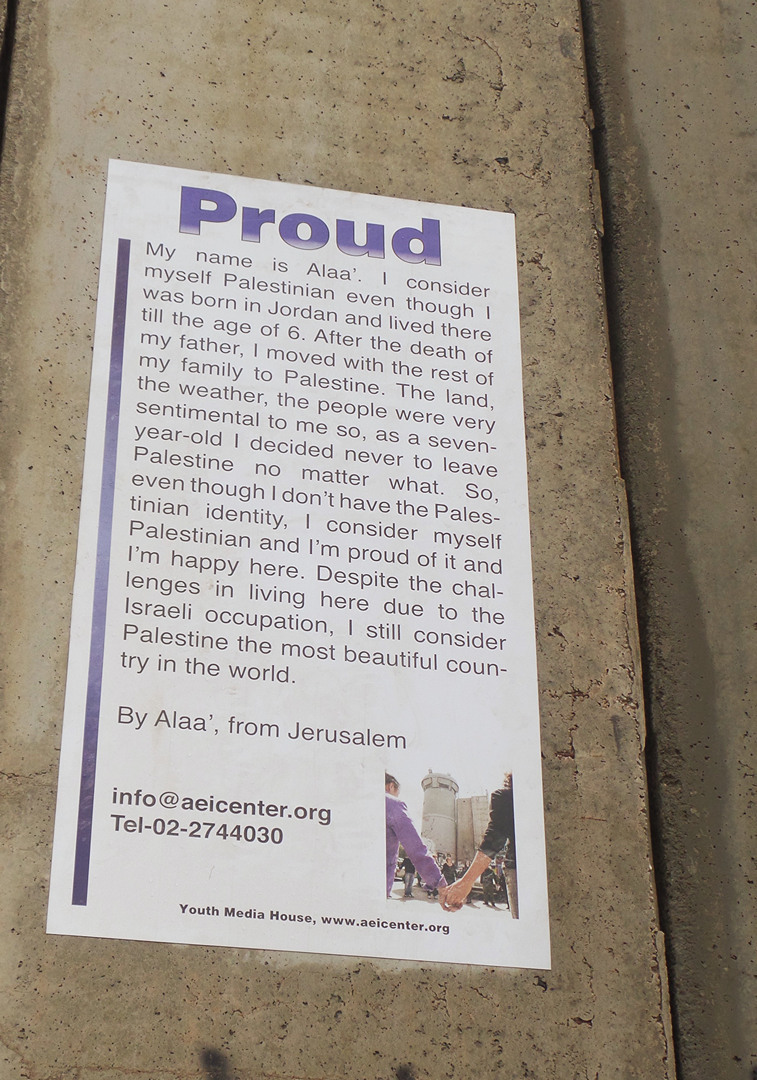 Proud
My name is Alaa'. I consider
myself Palestinian even though I
was born in Jordan and lived there
till the age of 6. After the death of
my father, I moved with the rest of
my family to Palestine. The land,
the weather, the people were very
sentimental to me so, as a seven-
year-old I decided never to leave
Palestine no matter what. So,
even though I don't have the Pales-
tinian identity, I consider myself
Palestinian and I'm proud of it and
I'm happy here. Despite the chal-
lenges in living here due to the
Israeli occupation, I still consider
Palestine the most beautiful coun-
try in the world.
By Alaa', from Jerusalem
info@aeicenter.org
Tel-02-2744030
Youth Media House, www.aeicenter.org